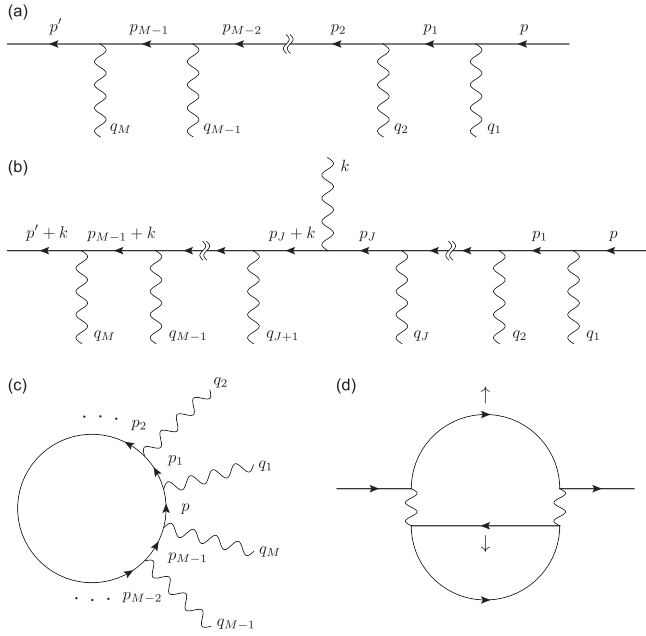 (a)
p′ p_{M−1} p_{M−2} p_2 p_1 p
q_M q_{M−1} q_2 q_1
(b)
k
p′ + k p_{M−1} + k p_J + k p_J p_1 p
q_M q_{M−1} q_{J+1} q_J q_2 q_1
(c)
q_2
. . . p_2
p_1 q_1
p
q_M
p_{M−1}
. . . p_{M−2}
q_{M−1}
(d)
↑
↓